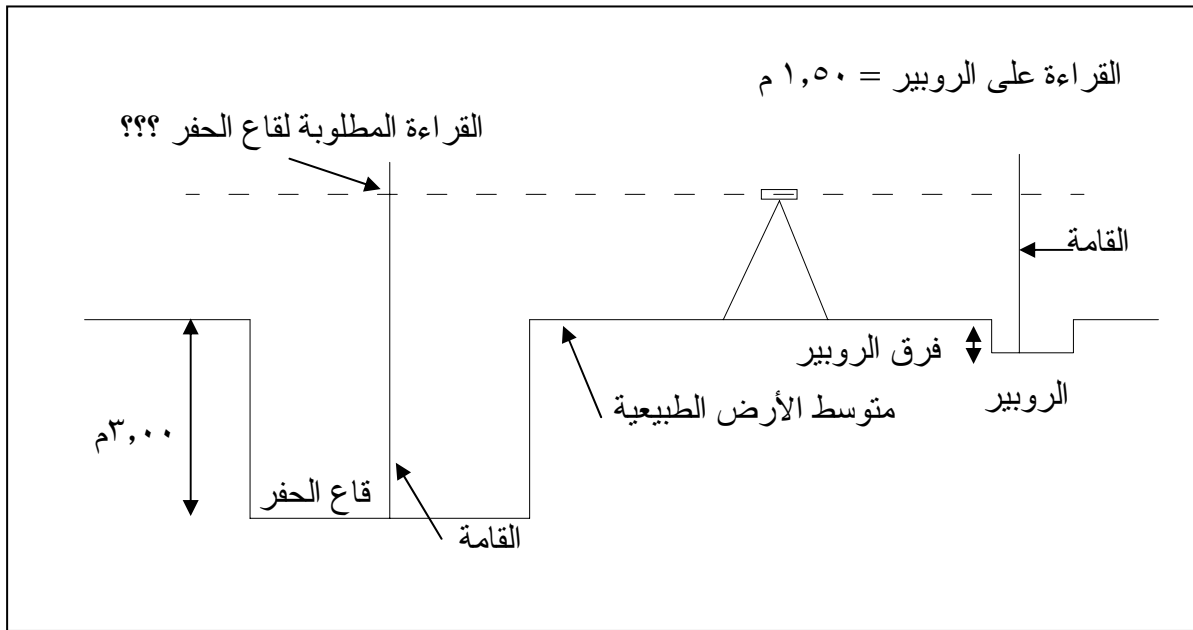 القراءة على الروبير = ١,٥٠ م
القراءة المطلوبة لقاع الحفر ؟؟؟
القامة
فرق الروبير
الروبير
متوسط الأرض الطبيعية
٣,٠٠م
قاع الحفر
القامة